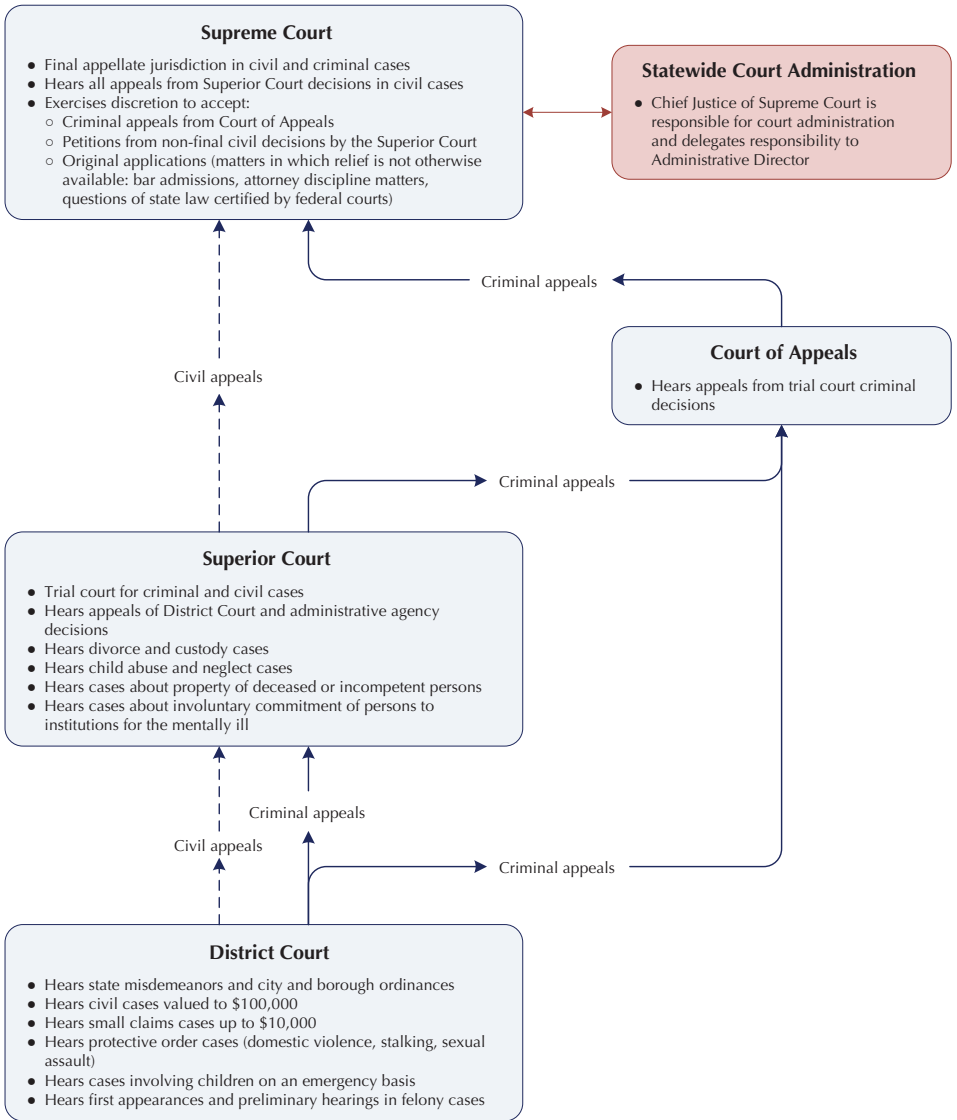 Supreme Court
● Final appellate jurisdiction in civil and criminal cases
● Hears all appeals from Superior Court decisions in civil cases
● Exercises discretion to accept:
○ Criminal appeals from Court of Appeals
○ Petitions from non-final civil decisions by the Superior Court
○ Original applications (matters in which relief is not otherwise
available: bar admissions, attorney discipline matters,
questions of state law certified by federal courts)
Statewide Court Administration
● Chief Justice of Supreme Court is
responsible for court administration
and delegates responsibility to
Administrative Director
Criminal appeals
Court of Appeals
● Hears appeals from trial court criminal
decisions
Civil appeals
Criminal appeals
Superior Court
● Trial court for criminal and civil cases
● Hears appeals of District Court and administrative agency
decisions
● Hears divorce and custody cases
● Hears child abuse and neglect cases
● Hears cases about property of deceased or incompetent persons
● Hears cases about involuntary commitment of persons to
institutions for the mentally ill
Criminal appeals
Civil appeals
Criminal appeals
District Court
● Hears state misdemeanors and city and borough ordinances
● Hears civil cases valued to $100,000
● Hears small claims cases up to $10,000
● Hears protective order cases (domestic violence, stalking, sexual
assault)
● Hears cases involving children on an emergency basis
● Hears first appearances and preliminary hearings in felony cases